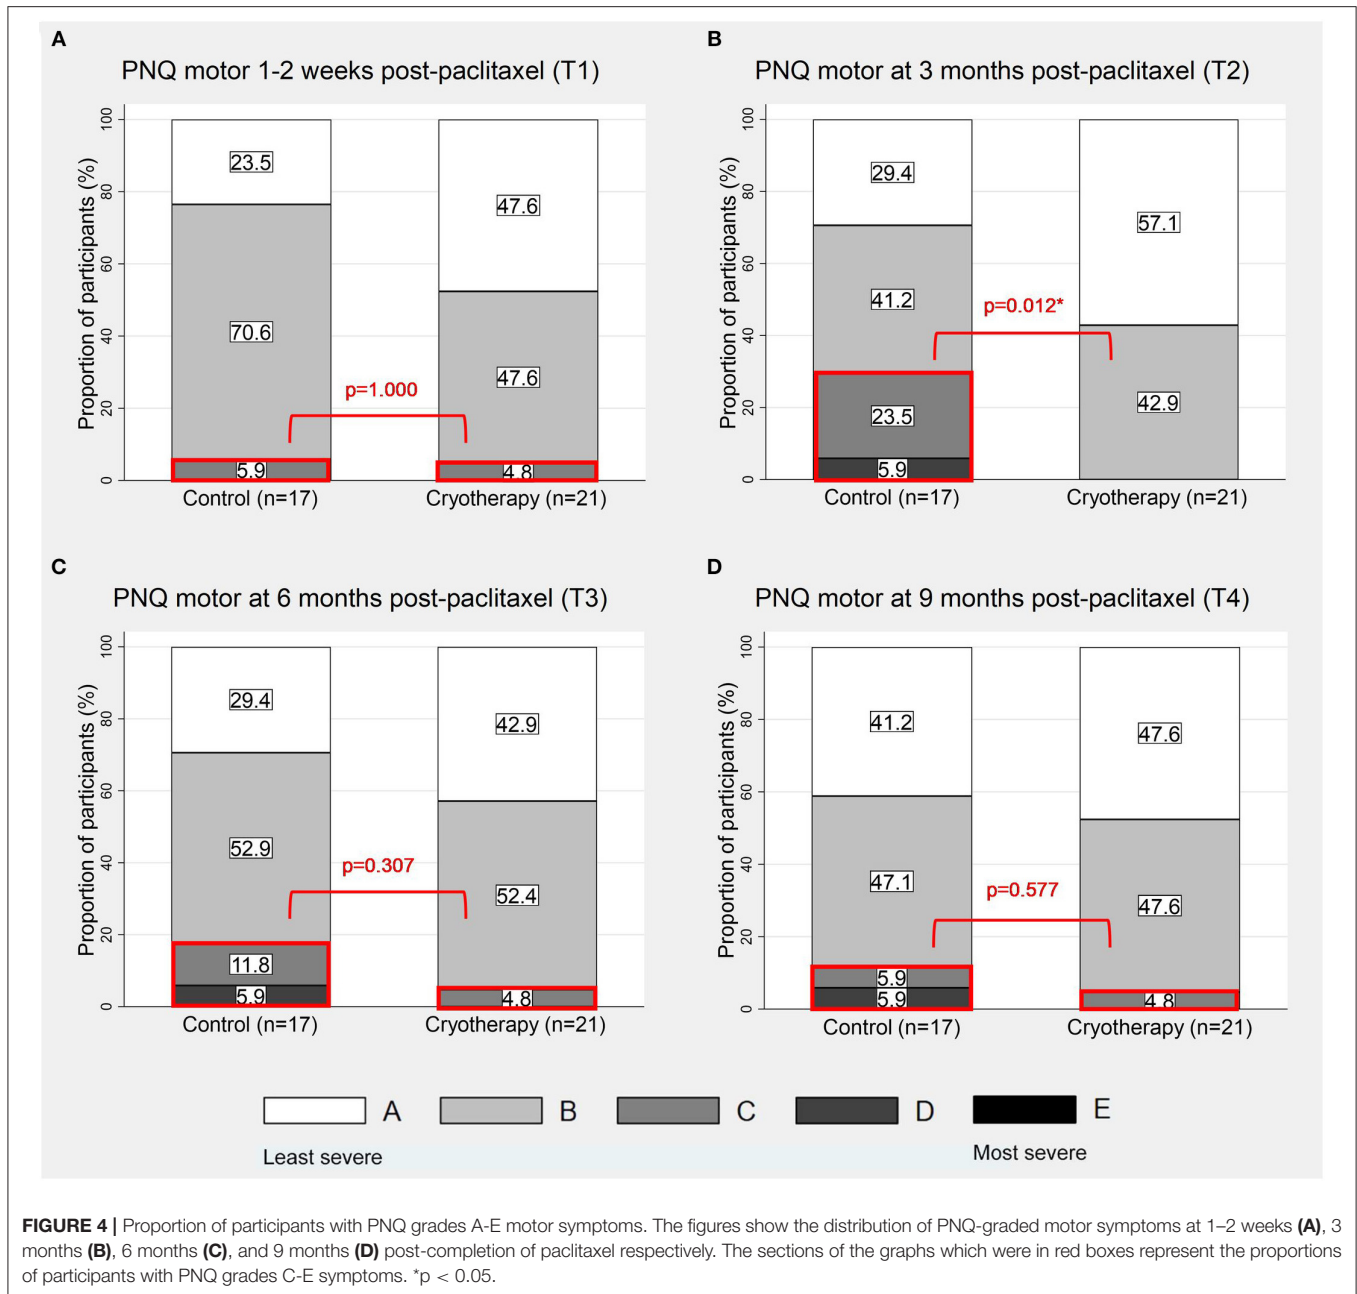 A
PNQ motor 1-2 weeks post-paclitaxel (T1)
Proportion of participants (%)
100
80
60
40
20
0
23.5
70.6
5.9
47.6
47.6
4.8
p=1.000
Control (n=17)
Cryotherapy (n=21)
B
PNQ motor at 3 months post-paclitaxel (T2)
Proportion of participants (%)
100
80
60
40
20
0
29.4
41.2
23.5
5.9
57.1
42.9
p=0.012*
Control (n=17)
Cryotherapy (n=21)
C
PNQ motor at 6 months post-paclitaxel (T3)
Proportion of participants (%)
100
80
60
40
20
0
29.4
52.9
11.8
5.9
42.9
52.4
4.8
p=0.307
Control (n=17)
Cryotherapy (n=21)
D
PNQ motor at 9 months post-paclitaxel (T4)
Proportion of participants (%)
100
80
60
40
20
0
41.2
47.1
5.9
5.9
47.6
47.6
4.8
p=0.577
Control (n=17)
Cryotherapy (n=21)
A B C D E
Least severe Most severe
FIGURE 4 | Proportion of participants with PNQ grades A-E motor symptoms. The figures show the distribution of PNQ-graded motor symptoms at 1–2 weeks (A), 3
months (B), 6 months (C), and 9 months (D) post-completion of paclitaxel respectively. The sections of the graphs which were in red boxes represent the proportions
of participants with PNQ grades C-E symptoms. *p < 0.05.